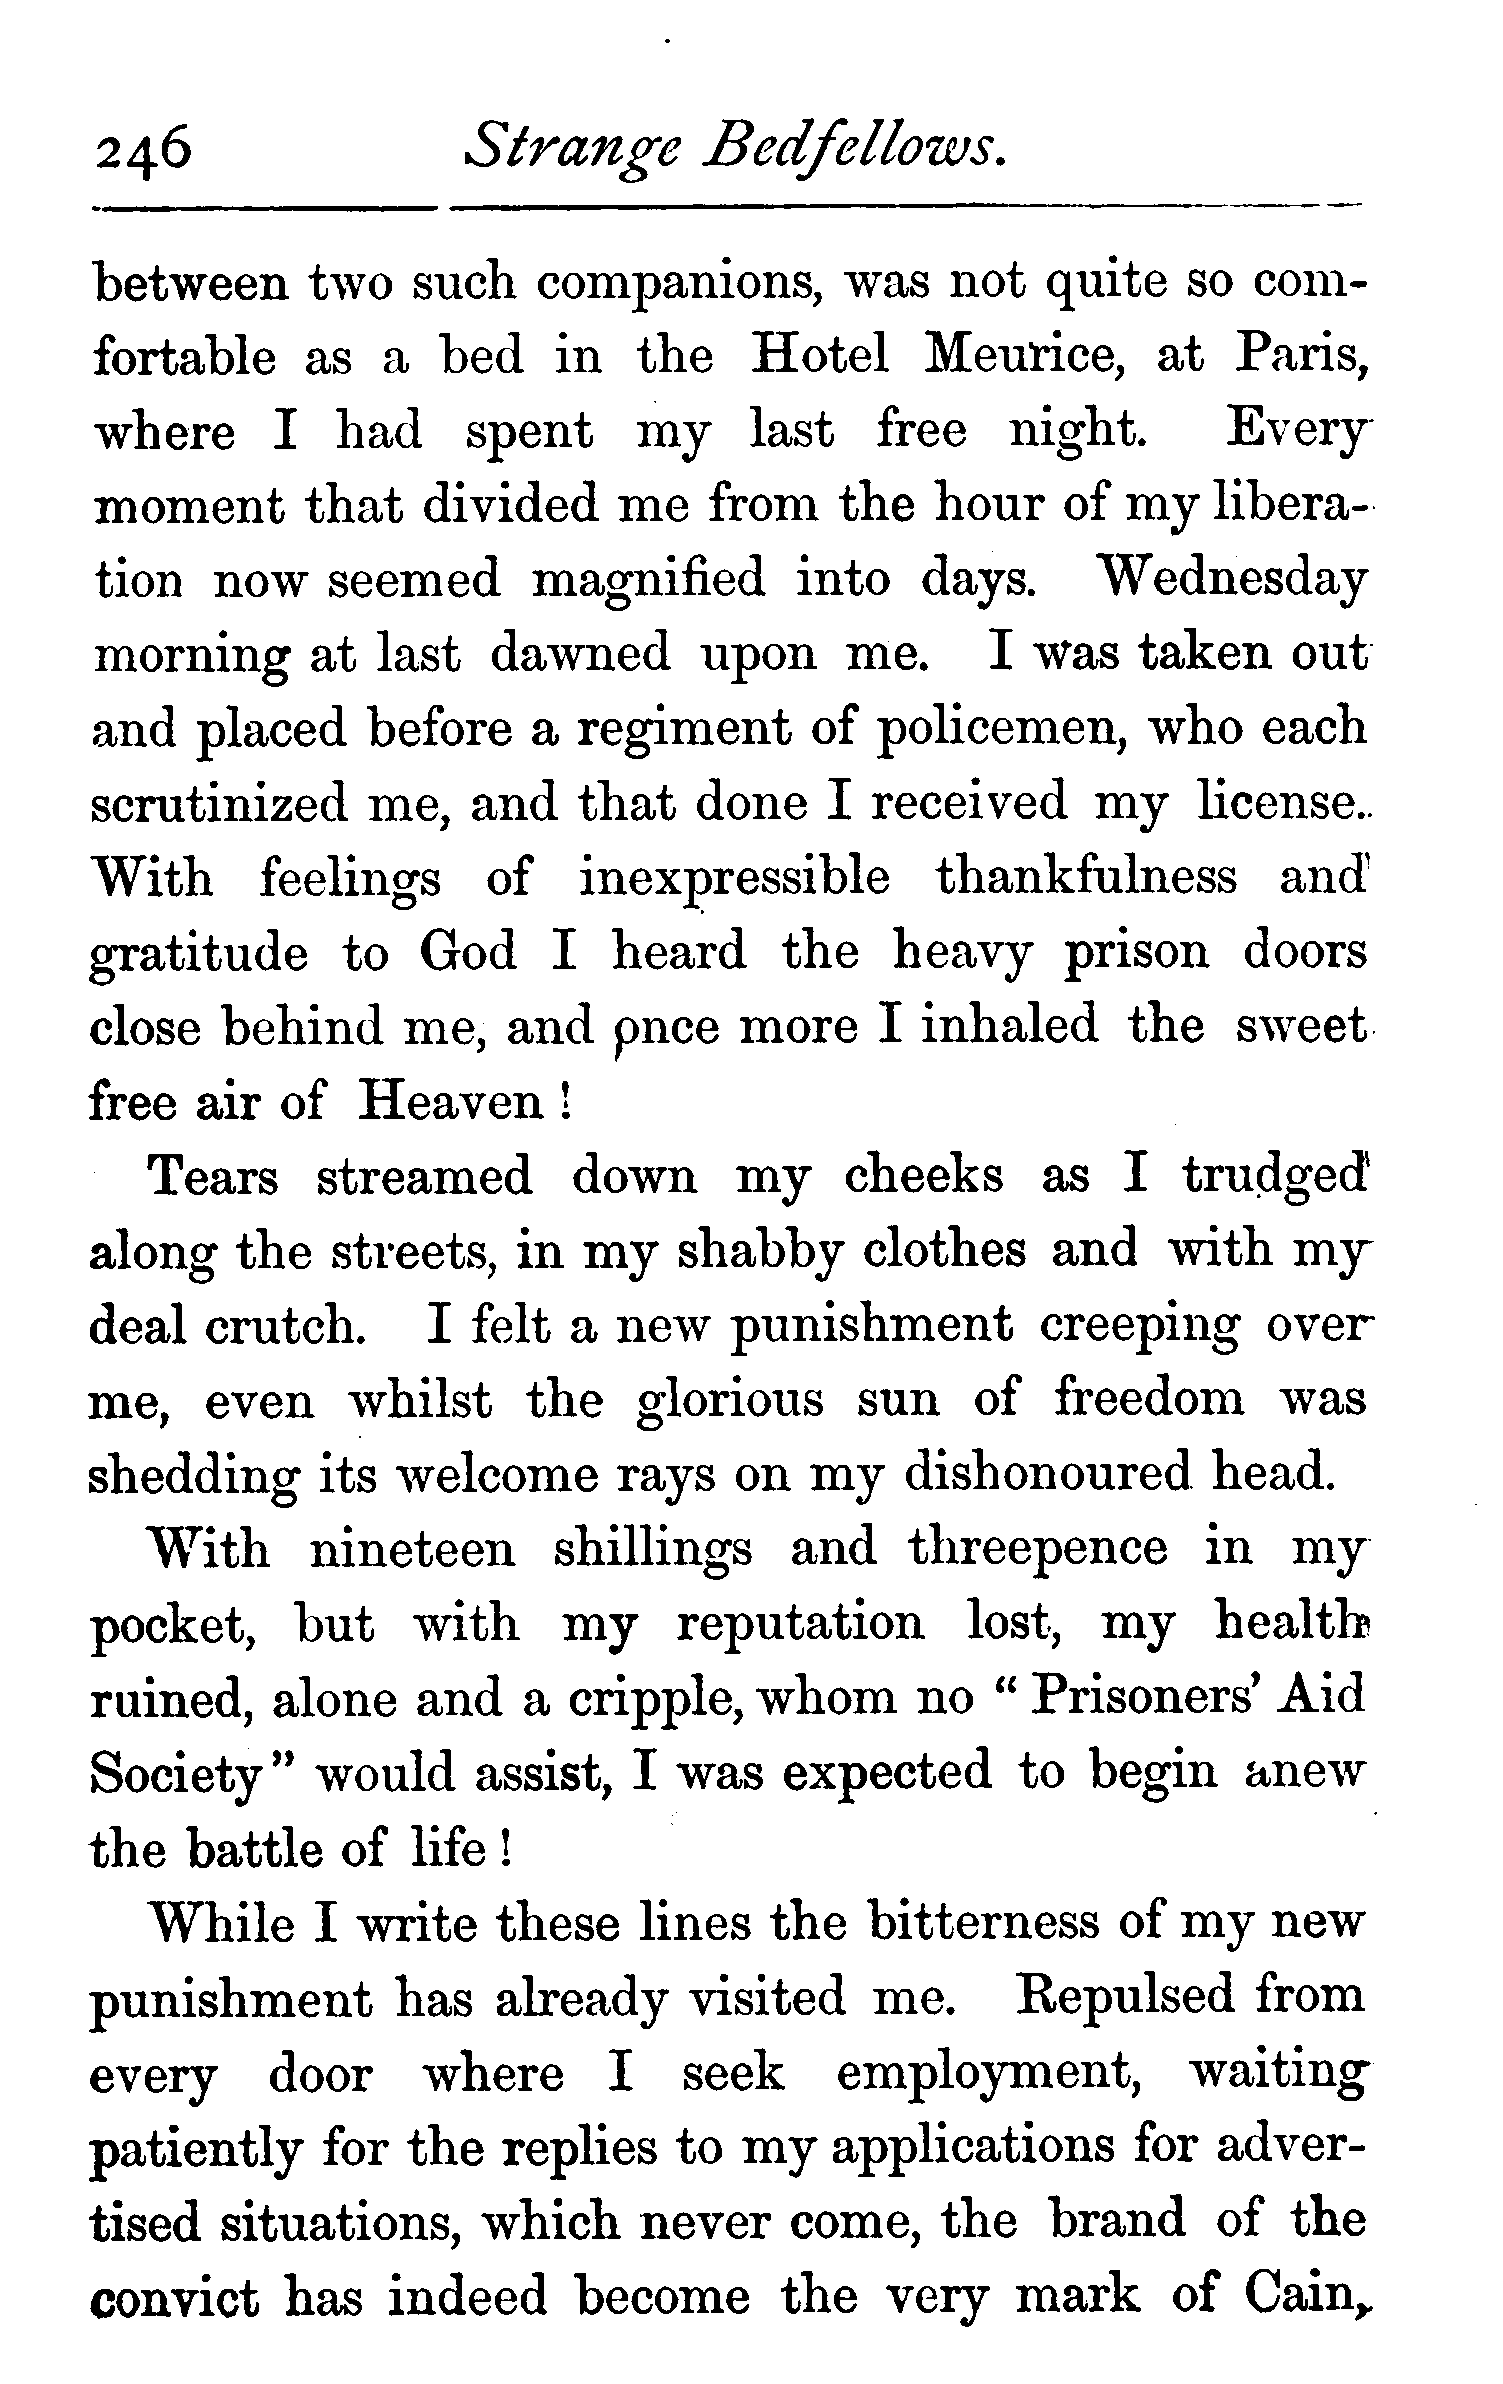 246 Strange Bedfellows.
between two such companions, was not quite so com-
fortable as a bed in the Hotel Meurice, at Paris,
where I had spent my last free night. Every
moment that divided me from the hour of my libera-
tion now seemed magnified into days. Wednesday
morning at last dawned upon me. I was taken out
and placed before a regiment of policemen, who each
scrutinized me, and that done I received my license.
With feelings of inexpressible thankfulness and
gratitude to God I heard the heavy prison doors
close behind me, and once more I inhaled the sweet
free air of Heaven !
Tears streamed down my cheeks as I trudged
along the streets, in my shabby clothes and with my
deal crutch. I felt a new punishment creeping over
me, even whilst the glorious sun of freedom was
shedding its welcome rays on my dishonoured head.
With nineteen shillings and threepence in my
pocket, but with my reputation lost, my health
ruined, alone and a cripple, whom no " Prisoners' Aid
Society" would assist, I was expected to begin anew
the battle of life !
While I write these lines the bitterness of my new
punishment has already visited me. Repulsed from
every door where I seek employment, waiting
patiently for the replies to my applications for adver-
tised situations, which never come, the brand of the
convict has indeed become the very mark of Cain,